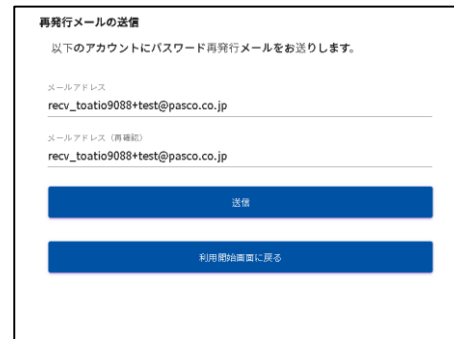 再発行メールの送信
以下のアカウントにパスワード再発行メールをお送りします。
メールアドレス
recv_toatio9088+test@pasco.co.jp
メールアドレス（再確認）
recv_toatio9088+test@pasco.co.jp
送信
利用開始画面に戻る